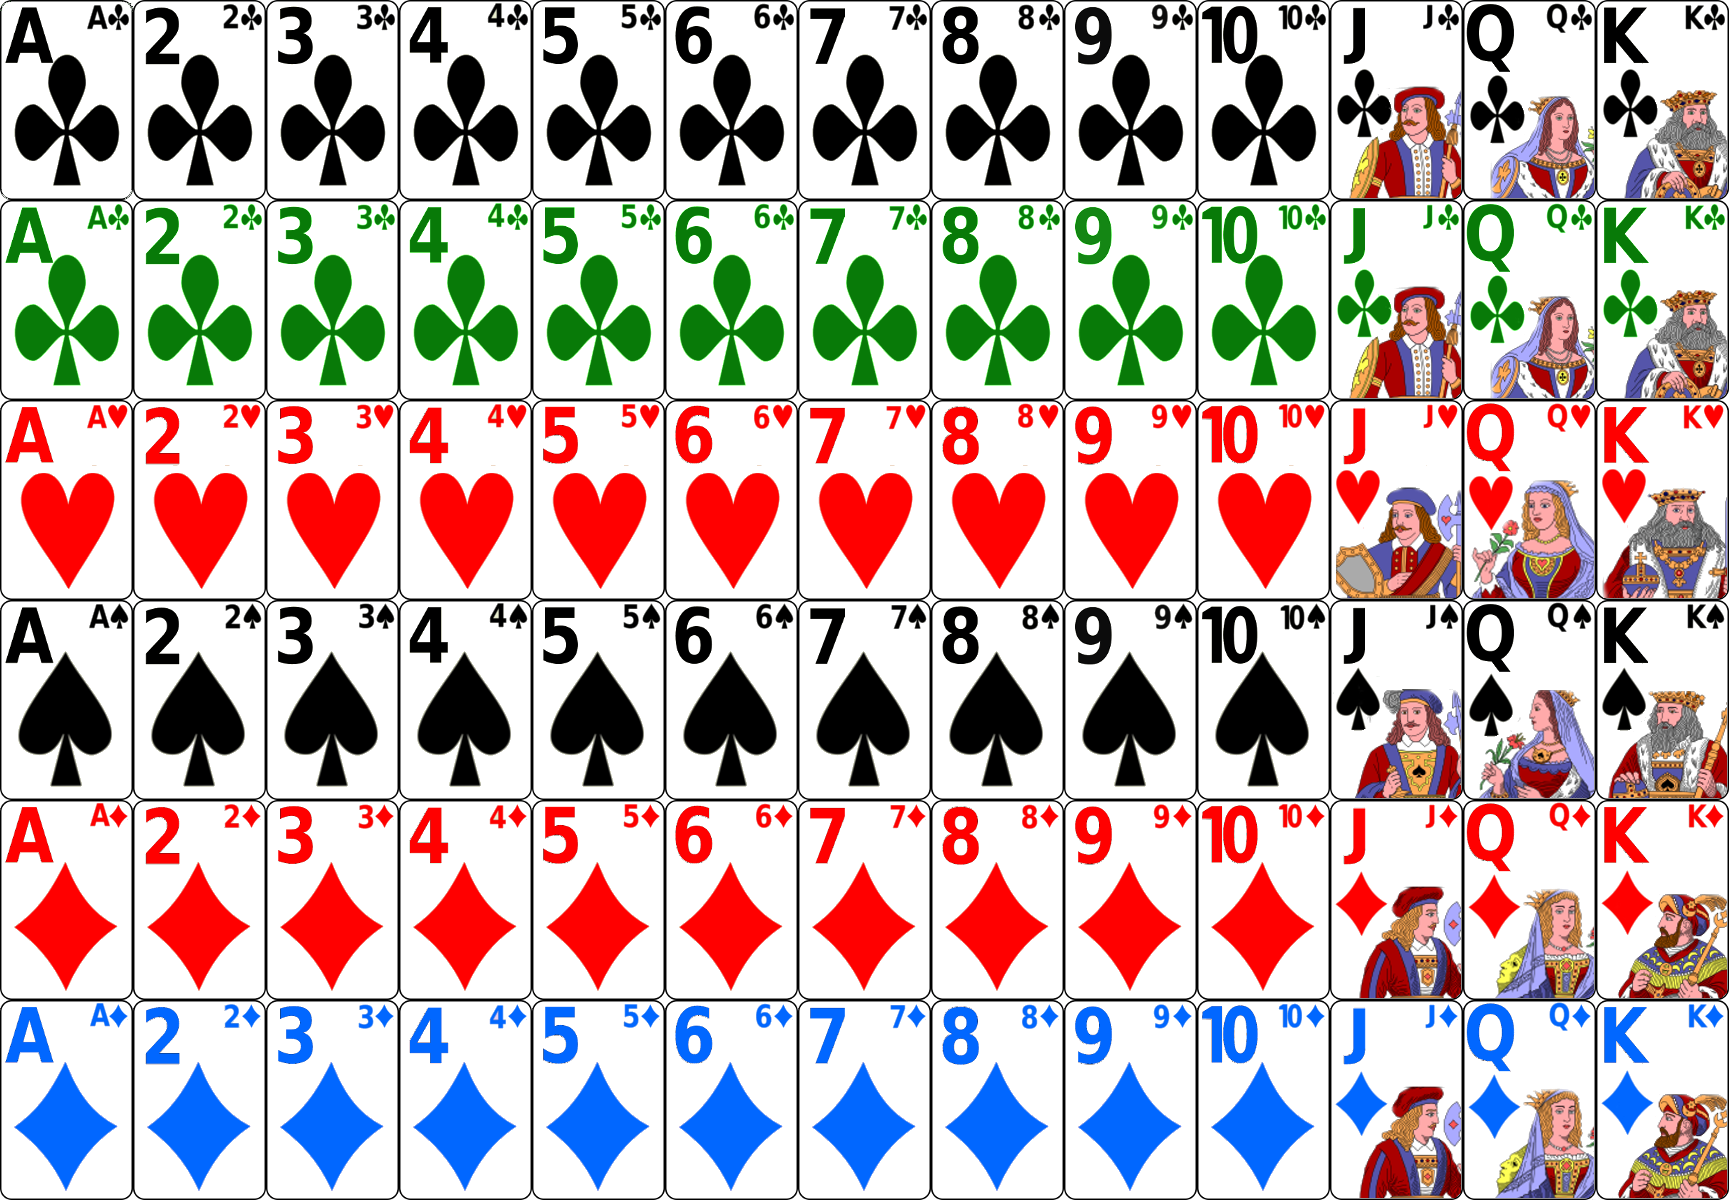 A A♣ 2 2♣ 3 3♣ 4 4♣ 5 5♣ 6 6♣ 7 7♣ 8 8♣ 9 9♣ 10 10♣ J J♣ Q Q♣ K K♣
A A♣ 2 2♣ 3 3♣ 4 4♣ 5 5♣ 6 6♣ 7 7♣ 8 8♣ 9 9♣ 10 10♣ J J♣ Q Q♣ K K♣
A A♥ 2 2♥ 3 3♥ 4 4♥ 5 5♥ 6 6♥ 7 7♥ 8 8♥ 9 9♥ 10 10♥ J J♥ Q Q♥ K K♥
A A♠ 2 2♠ 3 3♠ 4 4♠ 5 5♠ 6 6♠ 7 7♠ 8 8♠ 9 9♠ 10 10♠ J J♠ Q Q♠ K K♠
A A♦ 2 2♦ 3 3♦ 4 4♦ 5 5♦ 6 6♦ 7 7♦ 8 8♦ 9 9♦ 10 10♦ J J♦ Q Q♦ K K♦
A A♦ 2 2♦ 3 3♦ 4 4♦ 5 5♦ 6 6♦ 7 7♦ 8 8♦ 9 9♦ 10 10♦ J J♦ Q Q♦ K K♦